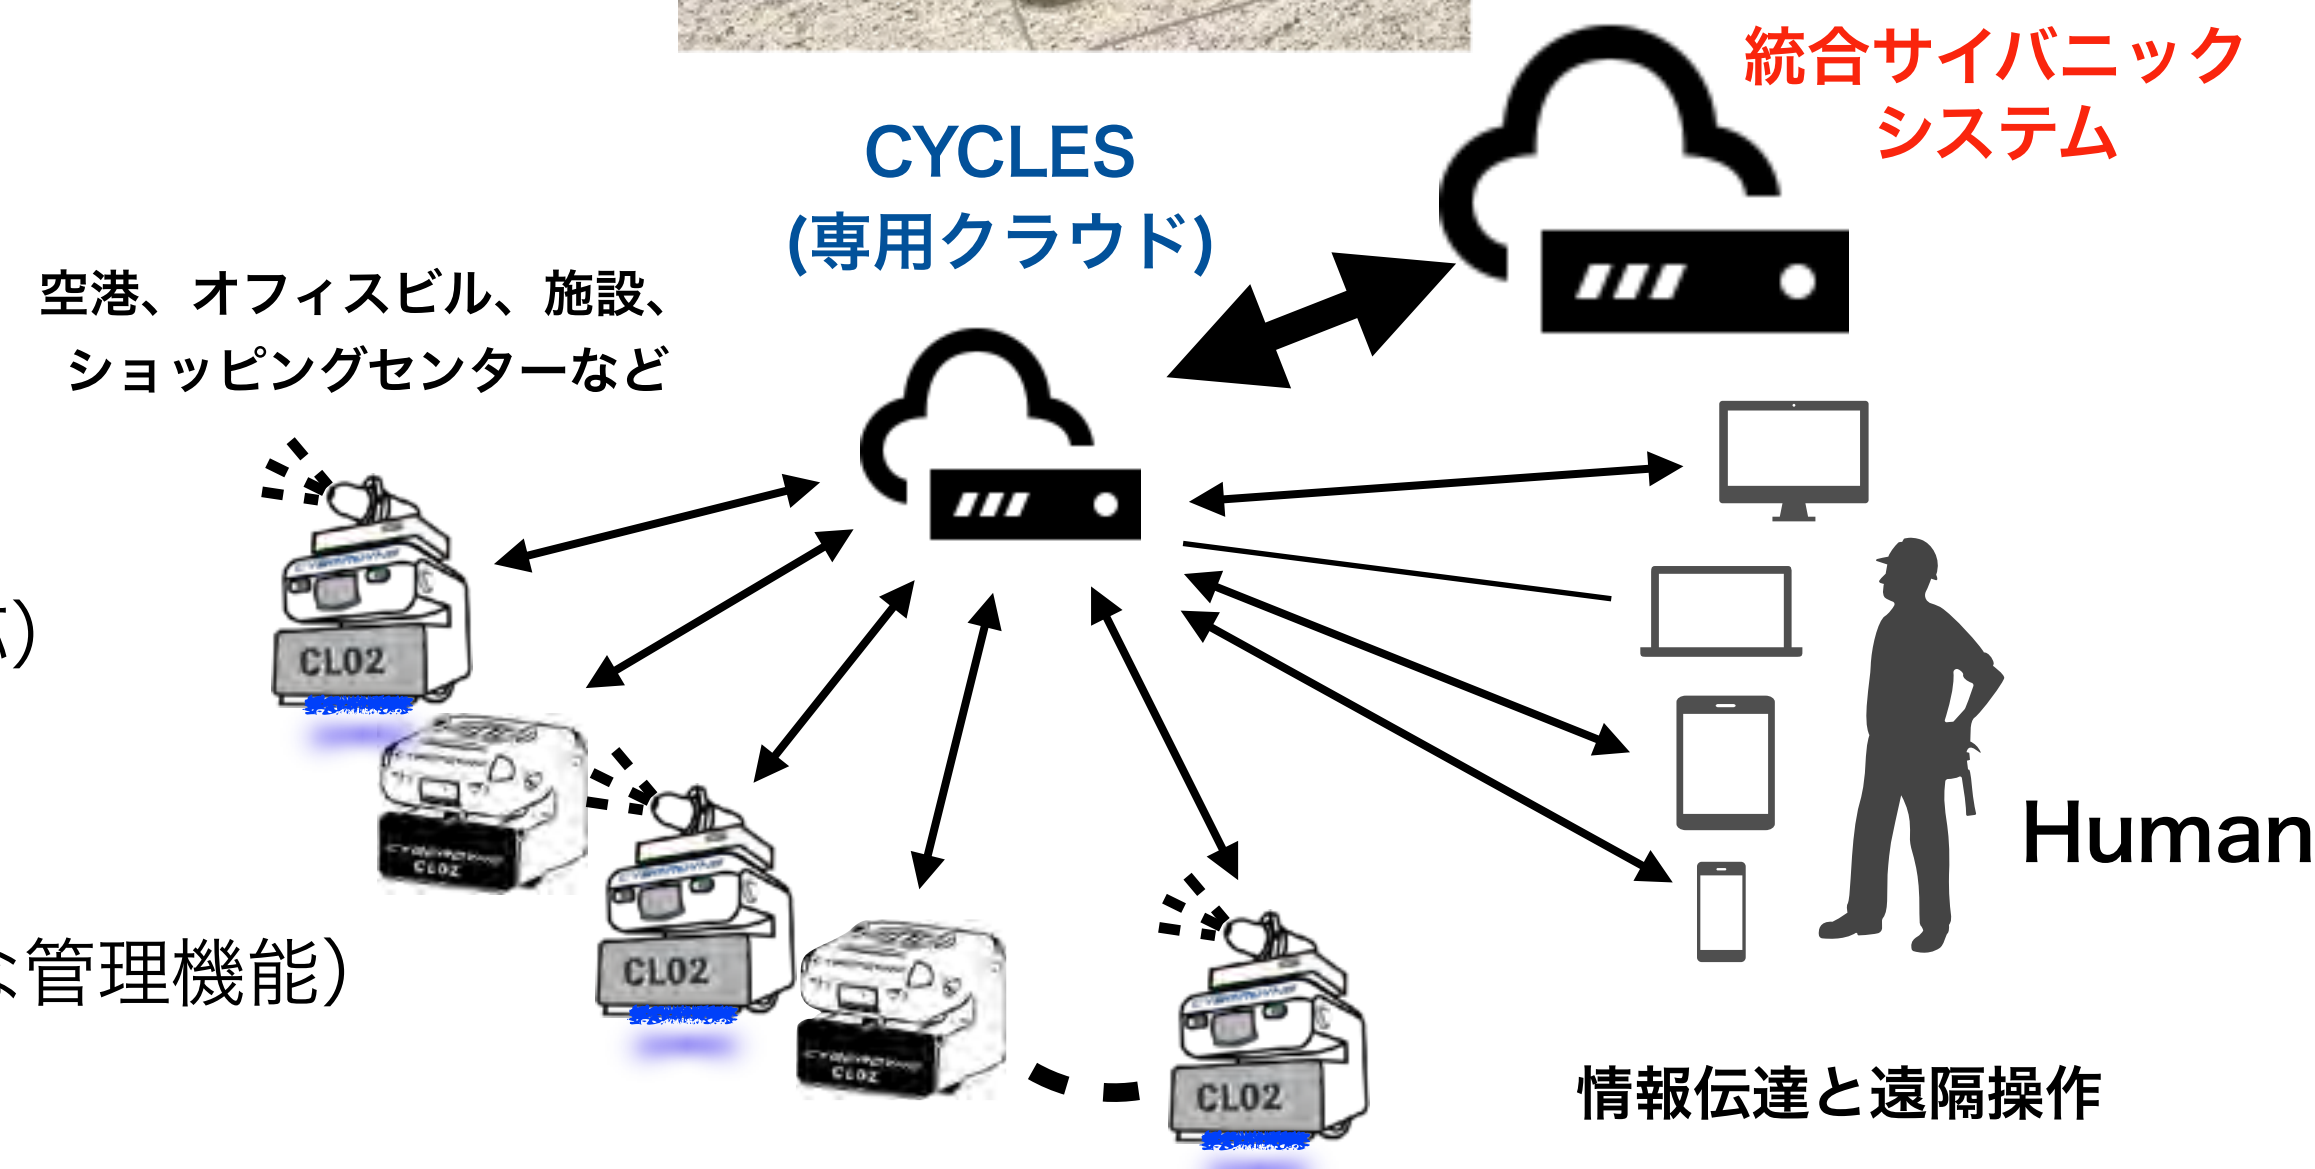 統合サイバニック
システム
CYCLES
(専用クラウド)
空港、オフィスビル、施設、
ショッピングセンターなど
CL02
CL02
CL02
CL02
CL02
Human
管理機能）
情報伝達と遠隔操作